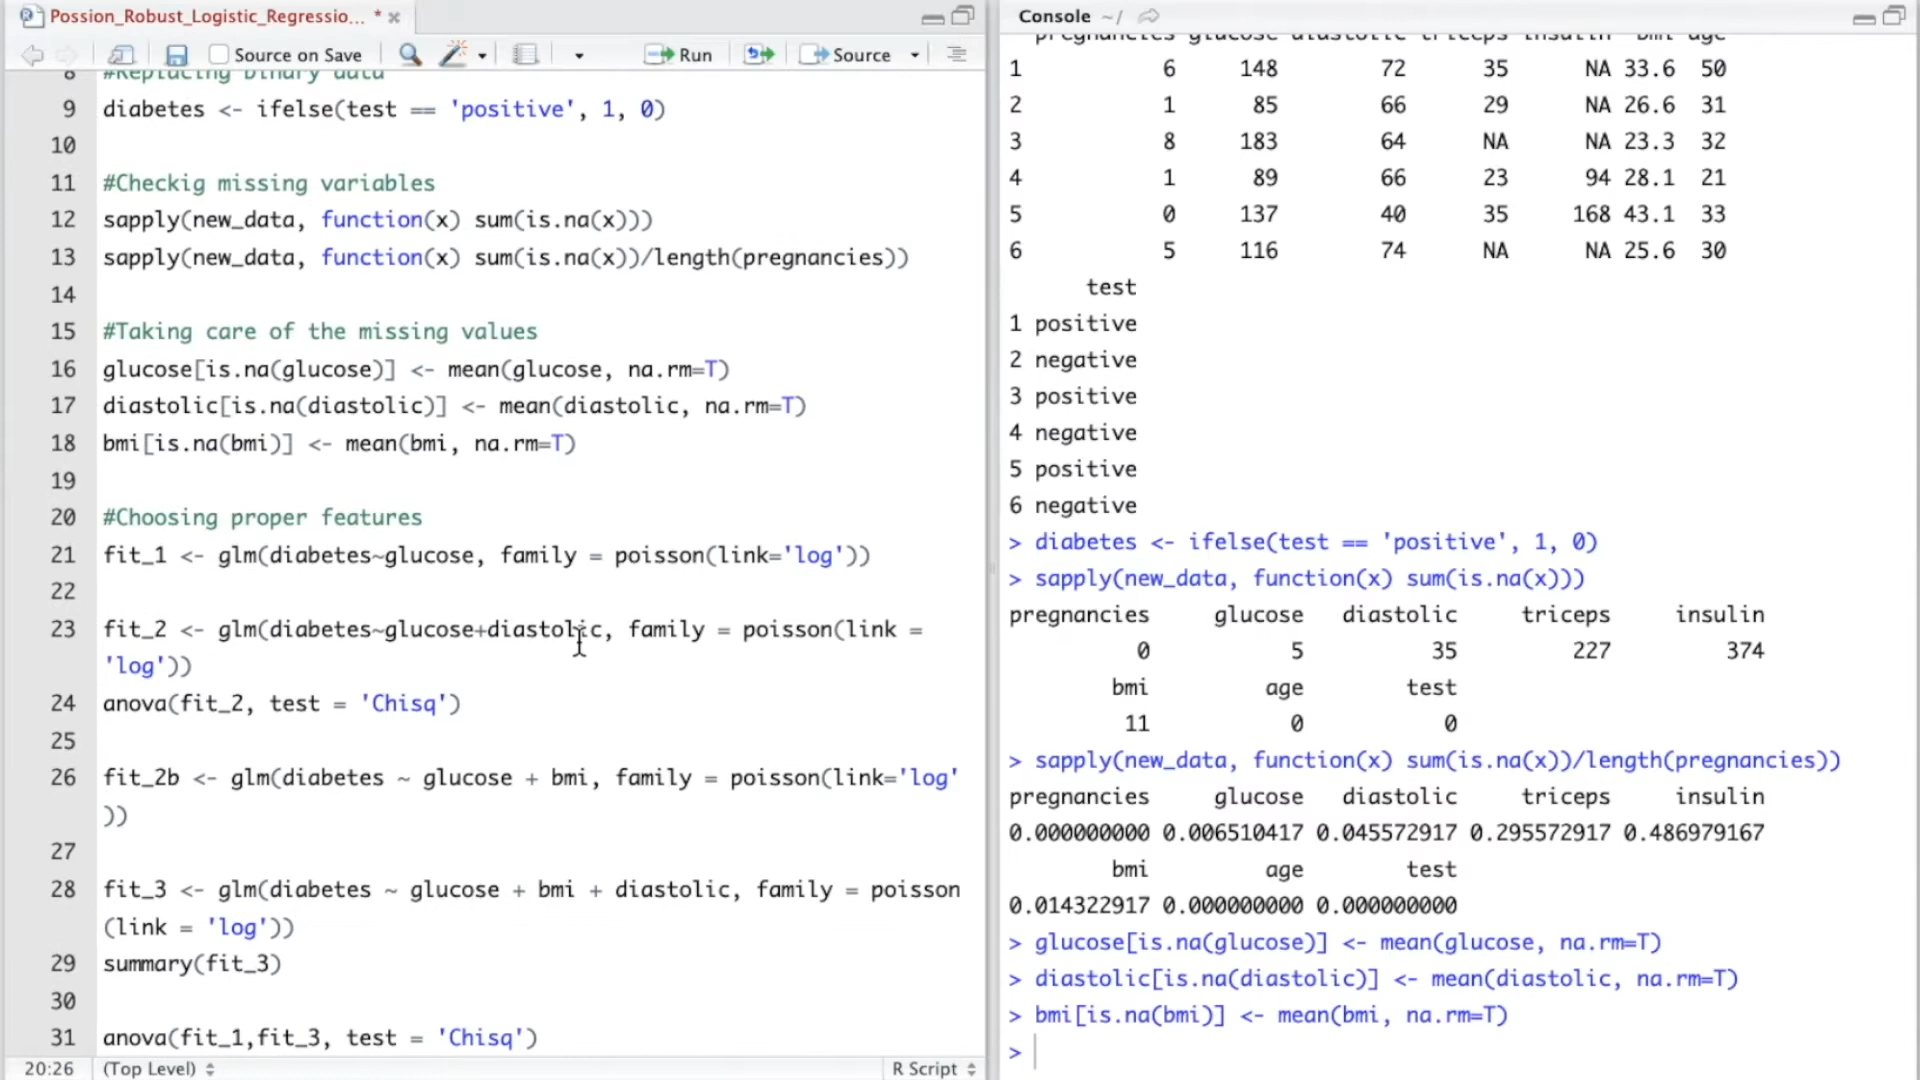 Possion_Robust_Logistic_Regressio... *
Source on Save
Run
Source
8 #Replacing binary data
9 diabetes <- ifelse(test == 'positive', 1, 0)
10
11 #Checkig missing variables
12 sapply(new_data, function(x) sum(is.na(x)))
13 sapply(new_data, function(x) sum(is.na(x))/length(pregnancies))
14
15 #Taking care of the missing values
16 glucose[is.na(glucose)] <- mean(glucose, na.rm=T)
17 diastolic[is.na(diastolic)] <- mean(diastolic, na.rm=T)
18 bmi[is.na(bmi)] <- mean(bmi, na.rm=T)
19
20 #Choosing proper features
21 fit_1 <- glm(diabetes~glucose, family = poisson(link='log'))
22
23 fit_2 <- glm(diabetes~glucose+diastolic, family = poisson(link =
'log'))
24 anova(fit_2, test = 'Chisq')
25
26 fit_2b <- glm(diabetes ~ glucose + bmi, family = poisson(link='log'
))
27
28 fit_3 <- glm(diabetes ~ glucose + bmi + diastolic, family = poisson
(link = 'log'))
29 summary(fit_3)
30
31 anova(fit_1,fit_3, test = 'Chisq')
20:26 (Top Level) R Script
Console ~/
pregnancies glucose diastolic triceps insulin bmi age
1 6 148 72 35 NA 33.6 50
2 1 85 66 29 NA 26.6 31
3 8 183 64 NA NA 23.3 32
4 1 89 66 23 94 28.1 21
5 0 137 40 35 168 43.1 33
6 5 116 74 NA NA 25.6 30
test
1 positive
2 negative
3 positive
4 negative
5 positive
6 negative
> diabetes <- ifelse(test == 'positive', 1, 0)
> sapply(new_data, function(x) sum(is.na(x)))
pregnancies glucose diastolic triceps insulin
0 5 35 227 374
bmi age test
11 0 0
> sapply(new_data, function(x) sum(is.na(x))/length(pregnancies))
pregnancies glucose diastolic triceps insulin
0.000000000 0.006510417 0.045572917 0.295572917 0.486979167
bmi age test
0.014322917 0.000000000 0.000000000
> glucose[is.na(glucose)] <- mean(glucose, na.rm=T)
> diastolic[is.na(diastolic)] <- mean(diastolic, na.rm=T)
> bmi[is.na(bmi)] <- mean(bmi, na.rm=T)
>